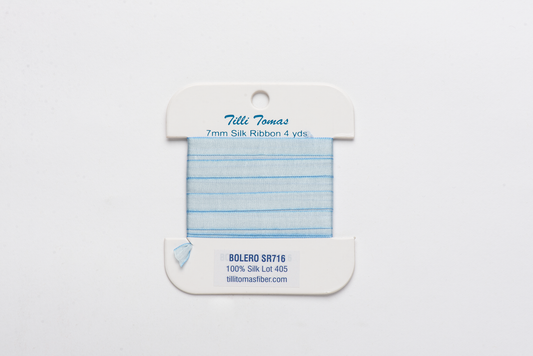 Tilli Tomas
7mm Silk Ribbon 4 yds
BOLERO SR716
100% Silk Lot 405
tillitomasfiber.com